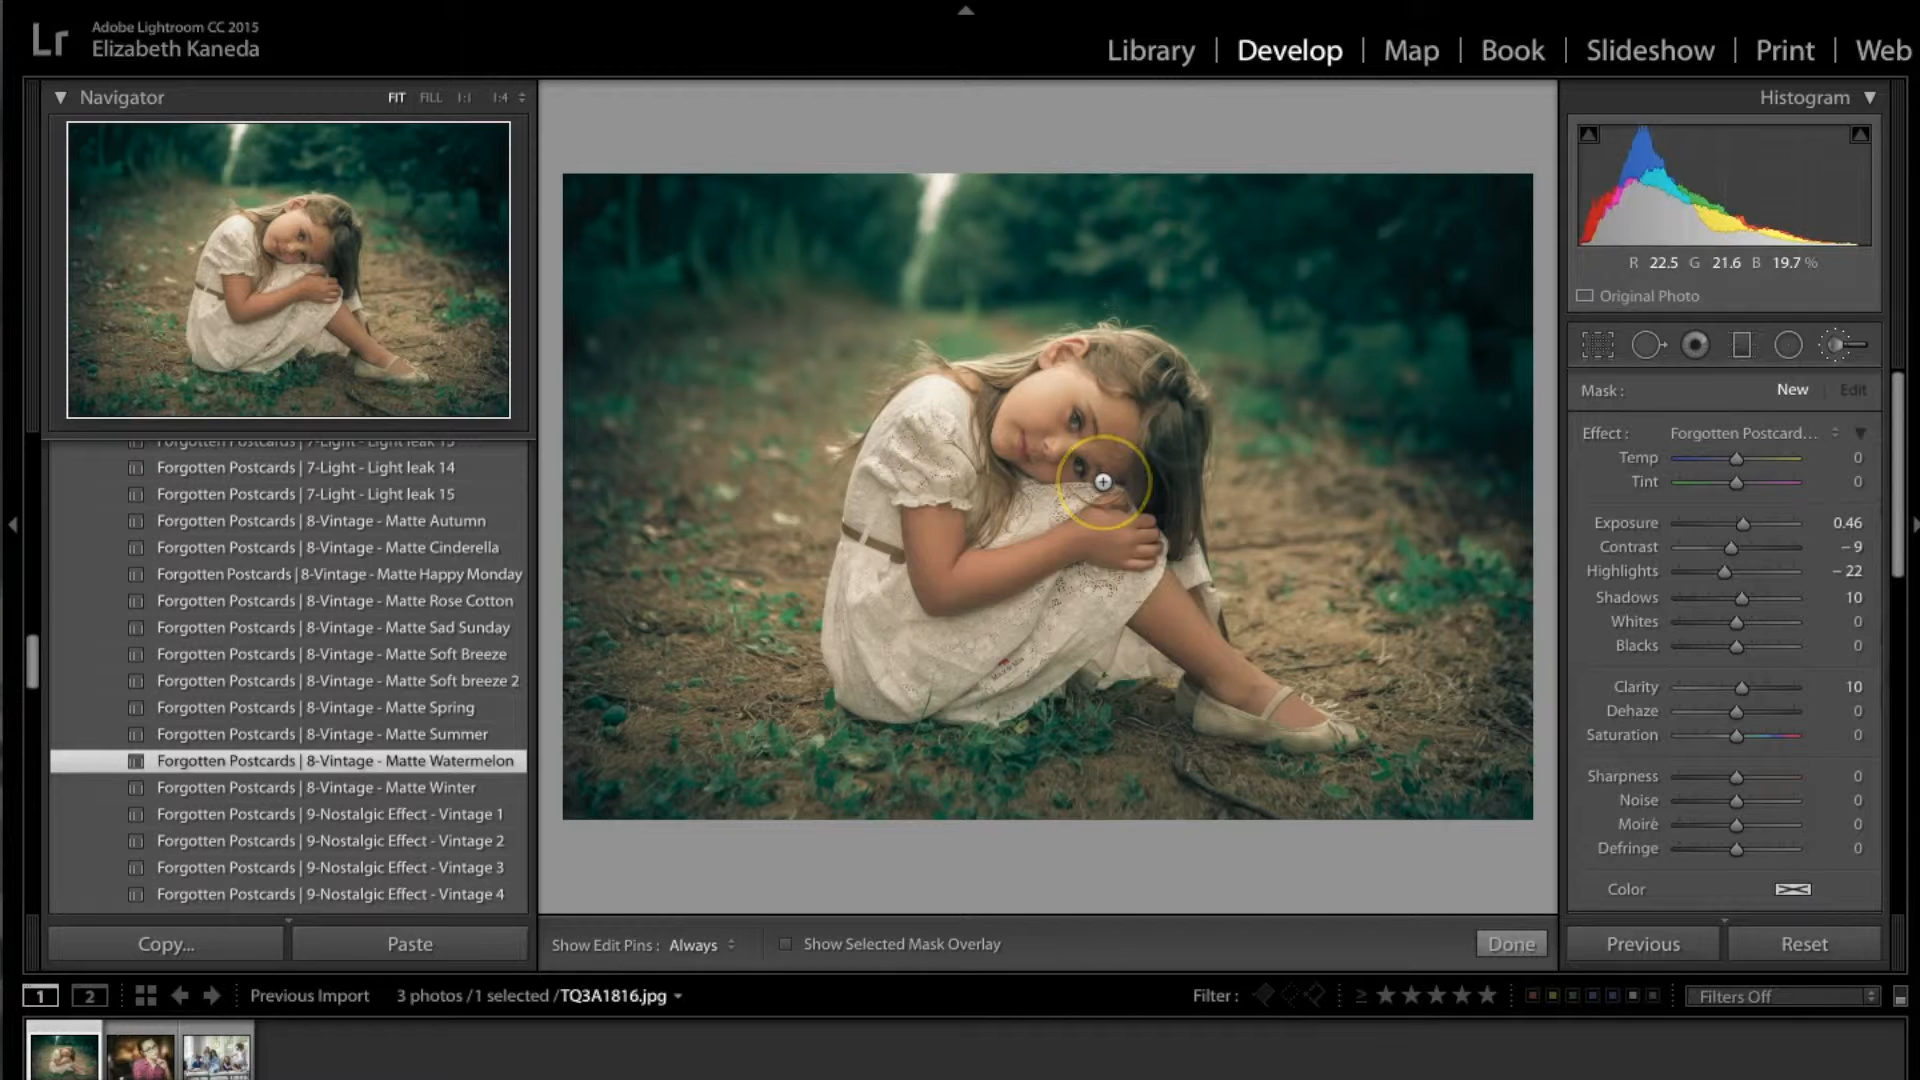 Lr
Adobe Lightroom CC 2015
Elizabeth Kaneda
Library | Develop | Map | Book | Slideshow | Print | Web
Navigator
FIT FILL 1:1 1:4
Forgotten Postcards | 7-Light - Light leak 13
Forgotten Postcards | 7-Light - Light leak 14
Forgotten Postcards | 7-Light - Light leak 15
Forgotten Postcards | 8-Vintage - Matte Autumn
Forgotten Postcards | 8-Vintage - Matte Cinderella
Forgotten Postcards | 8-Vintage - Matte Happy Monday
Forgotten Postcards | 8-Vintage - Matte Rose Cotton
Forgotten Postcards | 8-Vintage - Matte Sad Sunday
Forgotten Postcards | 8-Vintage - Matte Soft Breeze
Forgotten Postcards | 8-Vintage - Matte Soft breeze 2
Forgotten Postcards | 8-Vintage - Matte Spring
Forgotten Postcards | 8-Vintage - Matte Summer
Forgotten Postcards | 8-Vintage - Matte Watermelon
Forgotten Postcards | 8-Vintage - Matte Winter
Forgotten Postcards | 9-Nostalgic Effect - Vintage 1
Forgotten Postcards | 9-Nostalgic Effect - Vintage 2
Forgotten Postcards | 9-Nostalgic Effect - Vintage 3
Forgotten Postcards | 9-Nostalgic Effect - Vintage 4
Copy... Paste
Show Edit Pins : Always Show Selected Mask Overlay Done
Histogram
R 22.5 G 21.6 B 19.7 %
Original Photo
Mask : New | Edit
Effect : Forgotten Postcard...
Temp 0
Tint 0
Exposure 0.46
Contrast – 9
Highlights – 22
Shadows 10
Whites 0
Blacks 0
Clarity 10
Dehaze 0
Saturation 0
Sharpness 0
Noise 0
Moiré 0
Defringe 0
Color
Previous Reset
1 2 Previous Import 3 photos / 1 selected / TQ3A1816.jpg Filter : ≥ Filters Off